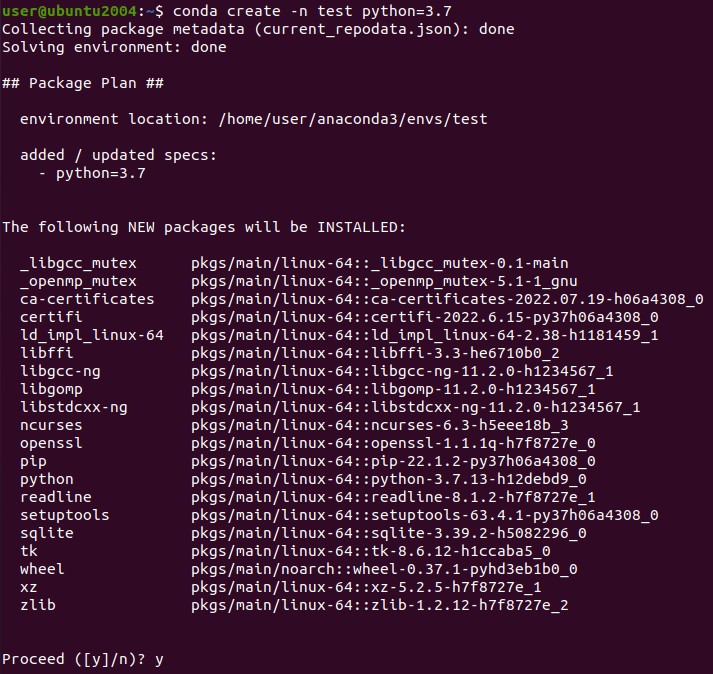 user@ubuntu2004:~$ conda create -n test python=3.7
Collecting package metadata (current_repodata.json): done
Solving environment: done
## Package Plan ##
environment location: /home/user/anaconda3/envs/test
added / updated specs:
- python=3.7
The following NEW packages will be INSTALLED:
_libgcc_mutex pkgs/main/linux-64::_libgcc_mutex-0.1-main
_openmp_mutex pkgs/main/linux-64::_openmp_mutex-5.1-1_gnu
ca-certificates pkgs/main/linux-64::ca-certificates-2022.07.19-h06a4308_0
certifi pkgs/main/linux-64::certifi-2022.6.15-py37h06a4308_0
ld_impl_linux-64 pkgs/main/linux-64::ld_impl_linux-64-2.38-h1181459_1
libffi pkgs/main/linux-64::libffi-3.3-he6710b0_2
libgcc-ng pkgs/main/linux-64::libgcc-ng-11.2.0-h1234567_1
libgomp pkgs/main/linux-64::libgomp-11.2.0-h1234567_1
libstdcxx-ng pkgs/main/linux-64::libstdcxx-ng-11.2.0-h1234567_1
ncurses pkgs/main/linux-64::ncurses-6.3-h5eee18b_3
openssl pkgs/main/linux-64::openssl-1.1.1q-h7f8727e_0
pip pkgs/main/linux-64::pip-22.1.2-py37h06a4308_0
python pkgs/main/linux-64::python-3.7.13-h12debd9_0
readline pkgs/main/linux-64::readline-8.1.2-h7f8727e_1
setuptools pkgs/main/linux-64::setuptools-63.4.1-py37h06a4308_0
sqlite pkgs/main/linux-64::sqlite-3.39.2-h5082296_0
tk pkgs/main/linux-64::tk-8.6.12-h1ccaba5_0
wheel pkgs/main/noarch::wheel-0.37.1-pyhd3eb1b0_0
xz pkgs/main/linux-64::xz-5.2.5-h7f8727e_1
zlib pkgs/main/linux-64::zlib-1.2.12-h7f8727e_2
Proceed ([y]/n)? y